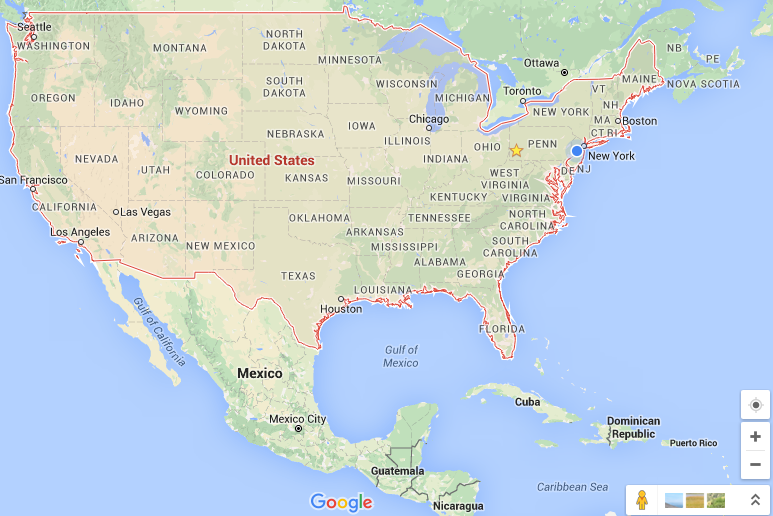 Seattle
WASHINGTON
MONTANA
NORTH
DAKOTA
MINNESOTA
Ottawa
NB
PE
MAINE
NOVA SCOTIA
OREGON
IDAHO
WYOMING
SOUTH
DAKOTA
WISCONSIN
MICHIGAN
Toronto
VT
NH
NEW YORK
MA
Boston
CT
RI
Chicago
IOWA
NEBRASKA
ILLINOIS
INDIANA
OHIO
PENN
New York
NJ
DE
NEVADA
UTAH
COLORADO
United States
KANSAS
MISSOURI
WEST
VIRGINIA
VIRGINIA
KENTUCKY
San Francisco
CALIFORNIA
Las Vegas
Los Angeles
ARIZONA
NEW MEXICO
OKLAHOMA
ARKANSAS
TENNESSEE
NORTH
CAROLINA
SOUTH
CAROLINA
MISSISSIPPI
ALABAMA
GEORGIA
TEXAS
LOUISIANA
Houston
FLORIDA
Gulf of California
Gulf of
Mexico
Mexico
Mexico City
Cuba
Dominican
Republic
Puerto Rico
Guatemala
Nicaragua
Caribbean Sea
Google